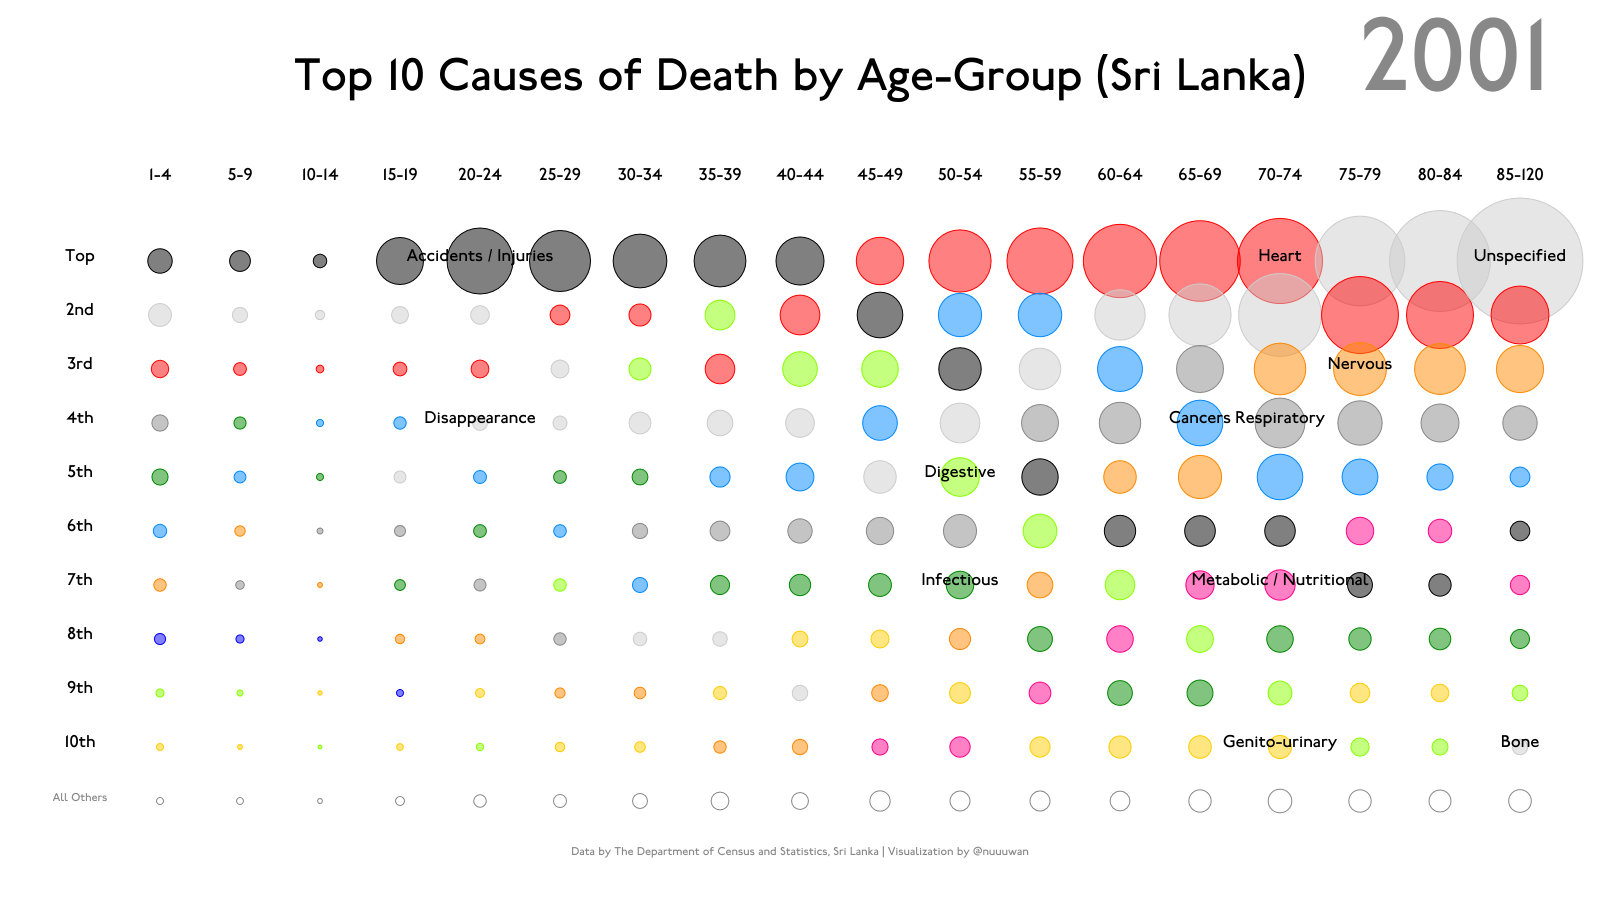 2001
Top 10 Causes of Death by Age-Group (Sri Lanka)
1-4 5-9 10-14 15-19 20-24 25-29 30-34 35-39 40-44 45-49 50-54 55-59 60-64 65-69 70-74 75-79 80-84 85-120
Top Accidents / Injuries Heart Unspecified
2nd
3rd Nervous
4th Disappearance Cancers Respiratory
5th Digestive
6th
7th Infectious Metabolic / Nutritional
8th
9th
10th Genito-urinary Bone
All Others
Data by The Department of Census and Statistics, Sri Lanka | Visualization by @nuuuwan